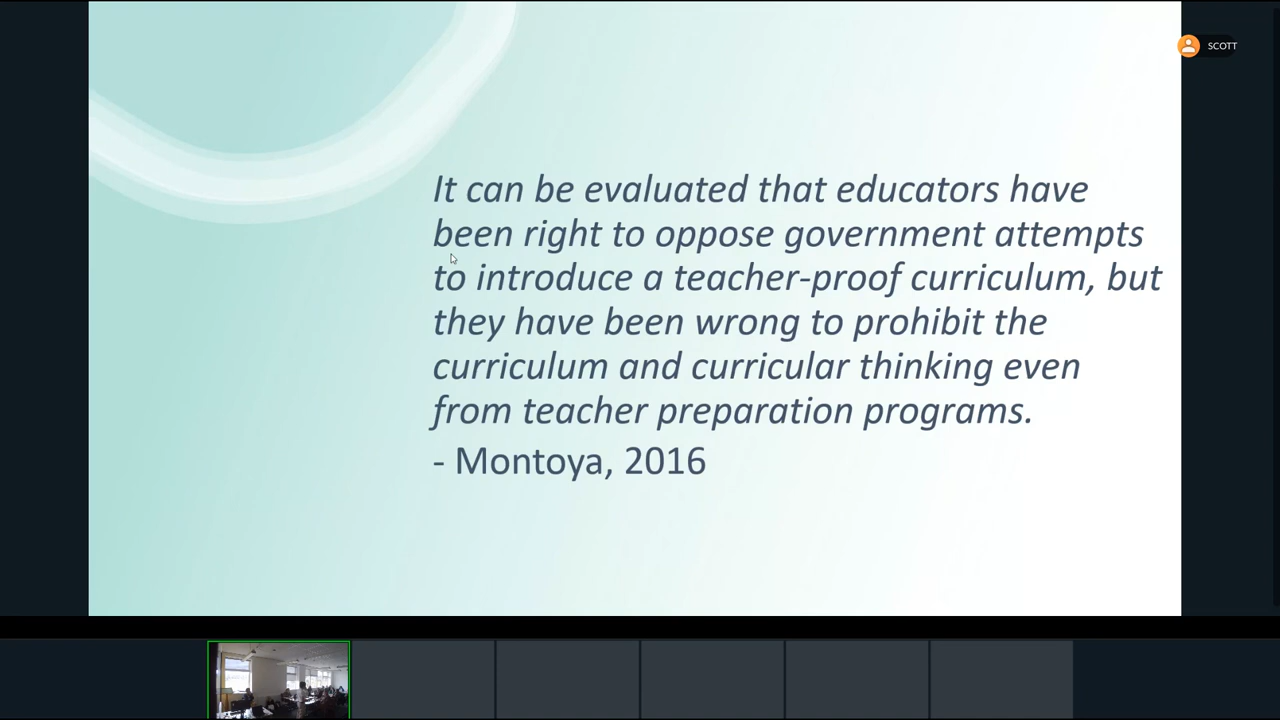 SCOTT
It can be evaluated that educators have
been right to oppose government attempts
to introduce a teacher-proof curriculum, but
they have been wrong to prohibit the
curriculum and curricular thinking even
from teacher preparation programs.
- Montoya, 2016